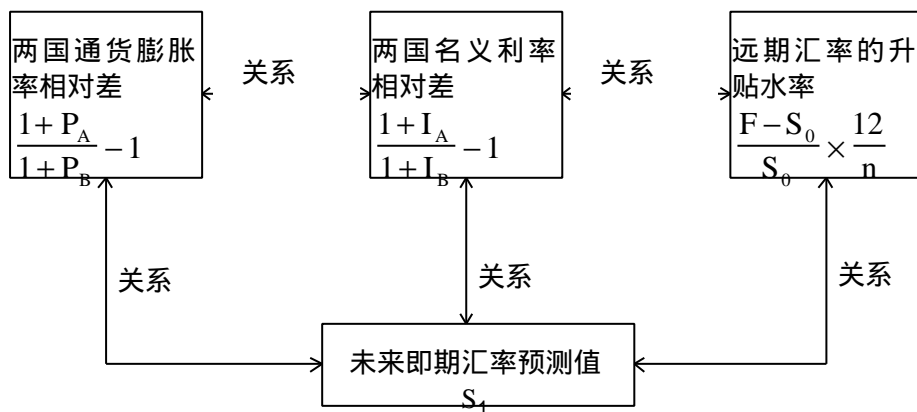 两国通货膨胀
率相对差
(1+P_A)/(1+P_B) −1
关系
两国名义利率
相对差
(1+I_A)/(1+I_B) −1
关系
远期汇率的升
贴水率
(F−S_0)/S_0 × 12/n
关系
关系
关系
未来即期汇率预测值
S_1